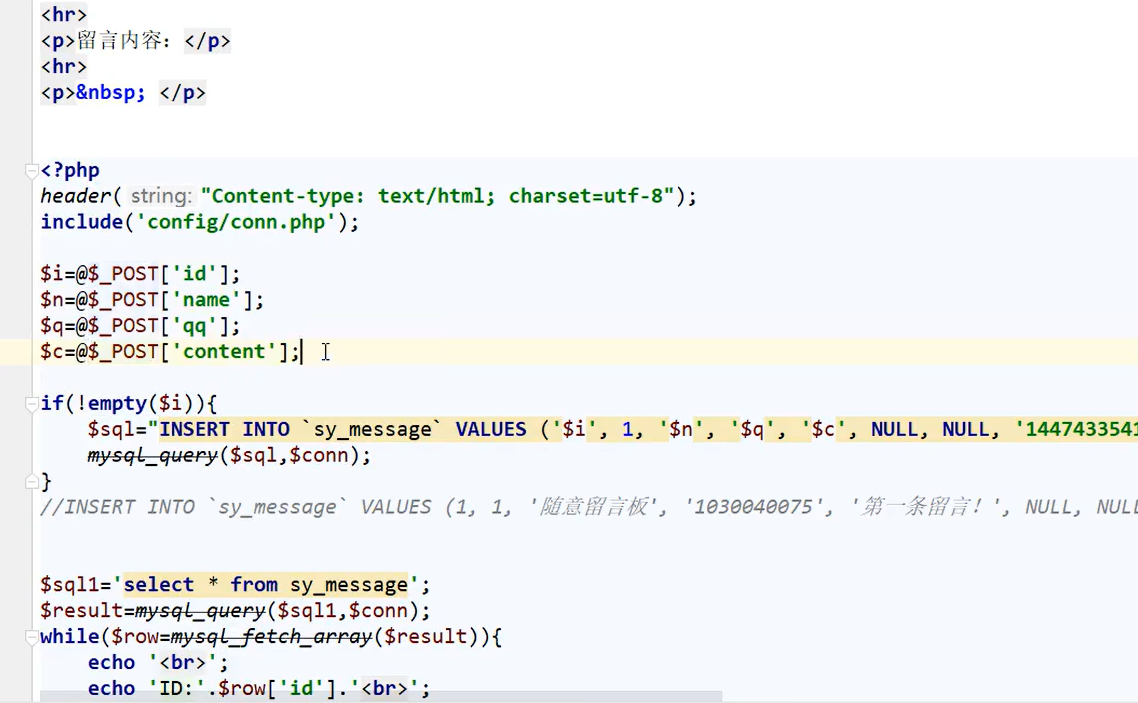 <hr>
<p>留言内容：</p>
<hr>
<p>&nbsp; </p>
<?php
header( string: "Content-type: text/html; charset=utf-8");
include('config/conn.php');
$i=@$_POST['id'];
$n=@$_POST['name'];
$q=@$_POST['qq'];
$c=@$_POST['content'];
if(!empty($i)){
$sql="INSERT INTO `sy_message` VALUES ('$i', 1, '$n', '$q', '$c', NULL, NULL, '1447433541
mysql_query($sql,$conn);
}
//INSERT INTO `sy_message` VALUES (1, 1, '随意留言板', '1030040075', '第一条留言！', NULL, NULL
$sql1='select * from sy_message';
$result=mysql_query($sql1,$conn);
while($row=mysql_fetch_array($result)){
echo '<br>';
echo 'ID:'.$row['id'].'<br>';